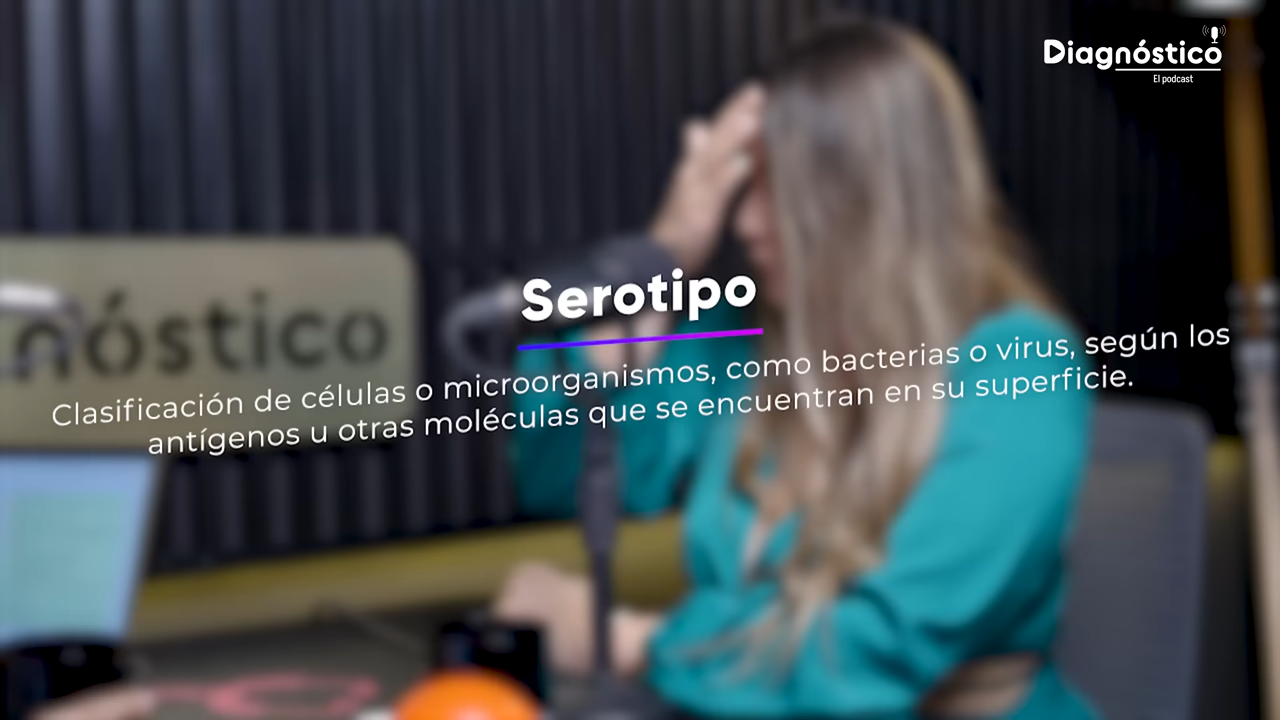 Diagnóstico
El podcast
Serotipo
nóstico
Clasificación de células o microorganismos, como bacterias o virus, según los
antígenos u otras moléculas que se encuentran en su superficie.